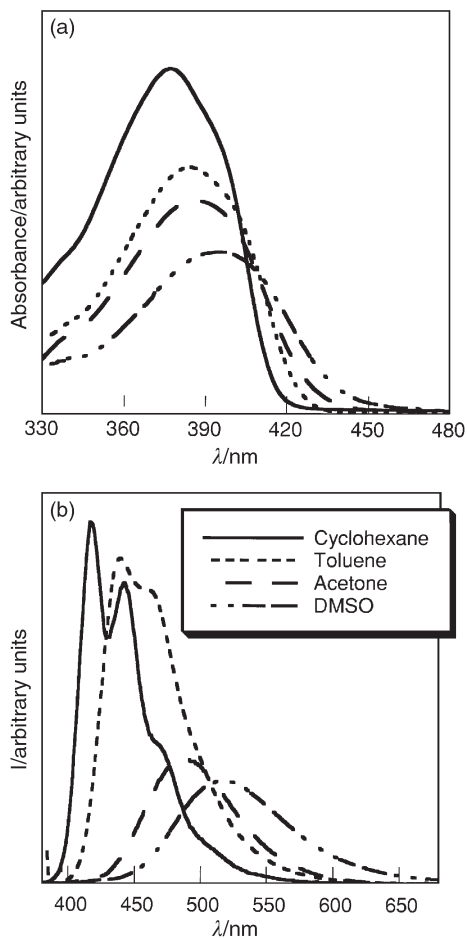 (a)
Absorbance/arbitrary units
330 360 390 420 450 480
λ/nm
(b)
Cyclohexane
Toluene
Acetone
DMSO
I/arbitrary units
400 450 500 550 600 650
λ/nm